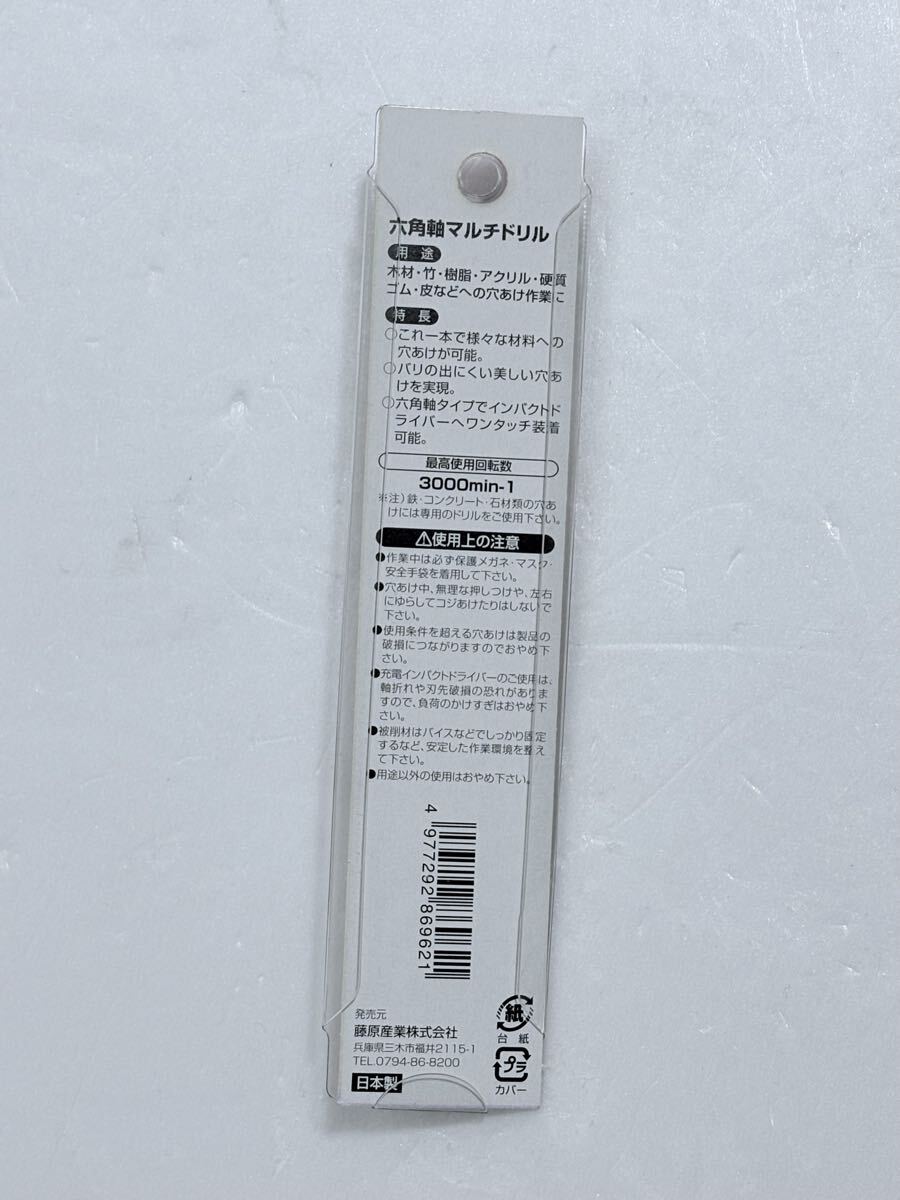 六角軸マルチドリル
用途
木材・竹・樹脂・アクリル・硬質
ゴム・皮などへの穴あけ作業に
特長
○これ一本で様々な材料への
穴あけが可能。
○バリの出にくい美しい穴あ
けを実現。
○六角軸タイプでインパクトド
ライバーへワンタッチ装着
可能。
最高使用回転数
3000min-1
※注)鉄・コンクリート・石材類の穴あ
けには専用のドリルをご使用下さい。
⚠使用上の注意
●作業中は必ず保護メガネ・マスク・
安全手袋を着用して下さい。
●穴あけ中、無理な押しつけや、左右
にゆらしてコジあけたりはしないで
下さい。
●使用条件を超える穴あけは製品の
破損につながりますのでおやめ下
さい。
●充電インパクトドライバーのご使用は、
軸折れや刃先破損の恐れがありま
すので、負荷のかけすぎはおやめ下
さい。
●被削材はバイスなどでしっかり固定
するなど、安定した作業環境を整え
て下さい。
●用途以外の使用はおやめ下さい。
4 977292 869621
発売元
藤原産業株式会社
兵庫県三木市福井2115-1
TEL.0794-86-8200
日本製
紙
台紙
プラ
カバー